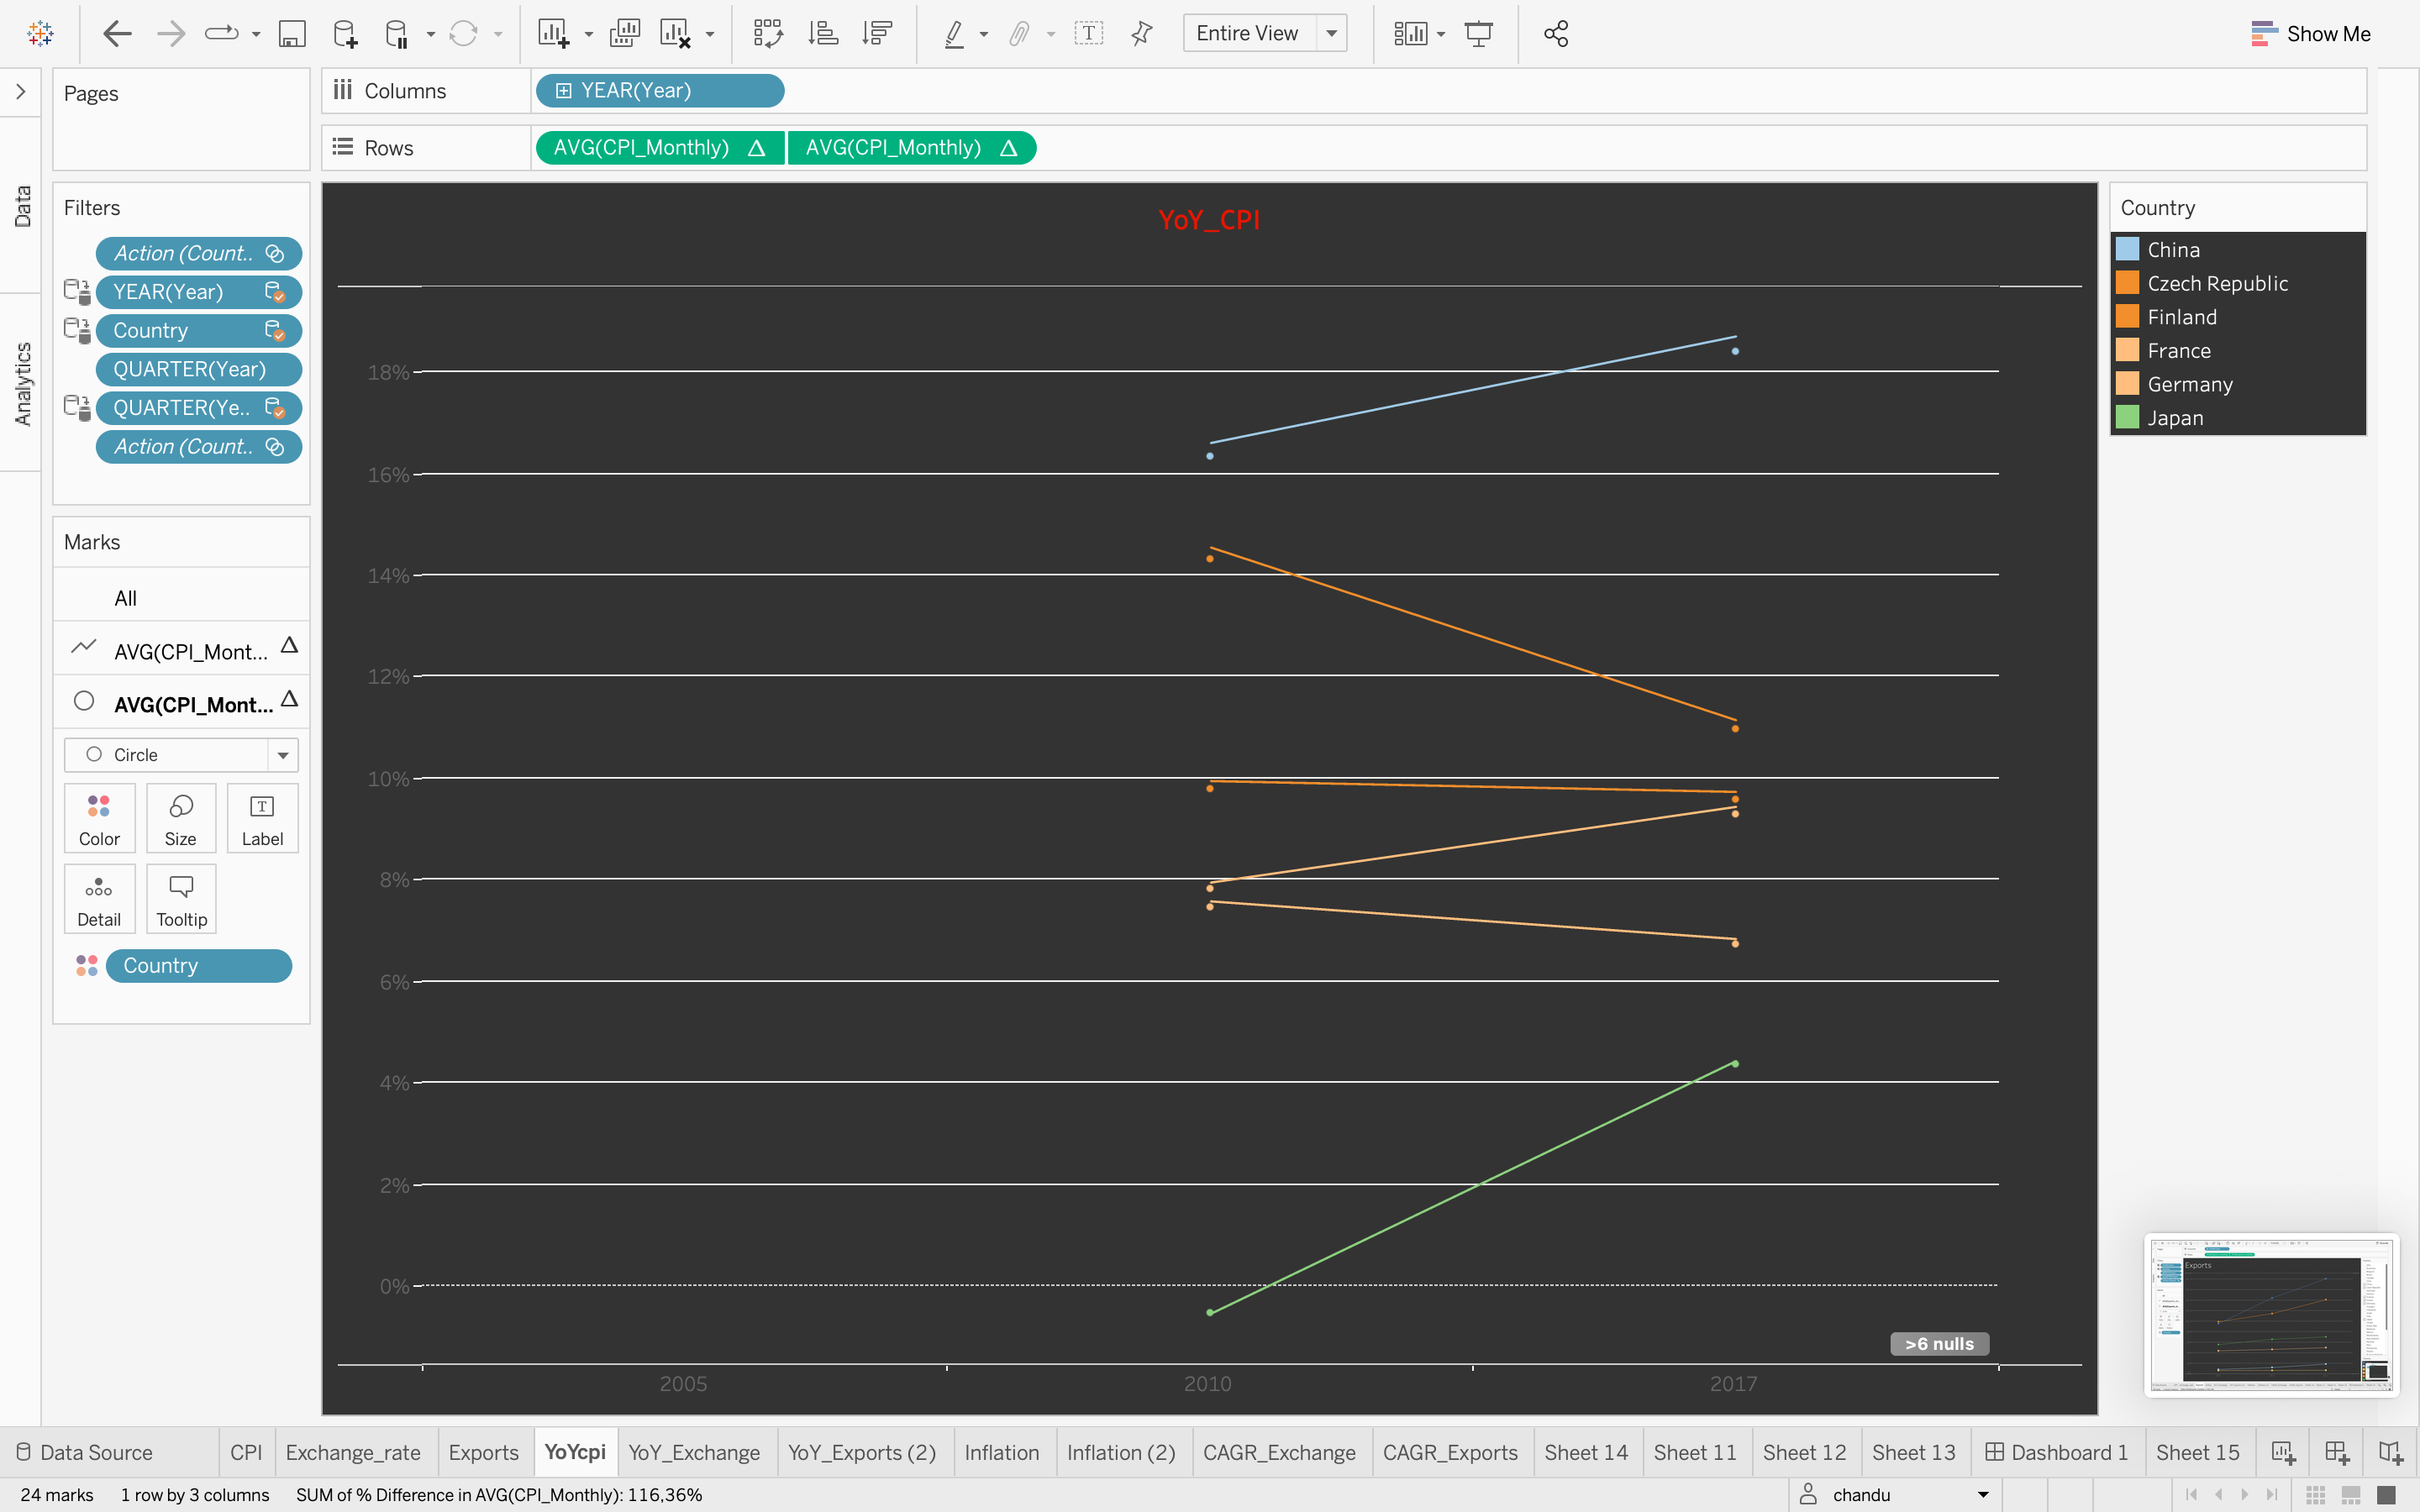 Entire View
Show Me
Pages
Columns
YEAR(Year)
Rows
AVG(CPI_Monthly)
AVG(CPI_Monthly)
Data
Analytics
Filters
Action (Count..
YEAR(Year)
Country
QUARTER(Year)
QUARTER(Ye..
Action (Count..
Marks
All
AVG(CPI_Mont...
AVG(CPI_Mont...
Circle
Color
Size
Label
Detail
Tooltip
Country
YoY_CPI
18%
16%
14%
12%
10%
8%
6%
4%
2%
0%
>6 nulls
2005
2010
2017
Country
China
Czech Republic
Finland
France
Germany
Japan
Exports
Data Source
CPI
Exchange_rate
Exports
YoYcpi
YoY_Exchange
YoY_Exports (2)
Inflation
Inflation (2)
CAGR_Exchange
CAGR_Exports
Sheet 14
Sheet 11
Sheet 12
Sheet 13
Dashboard 1
Sheet 15
24 marks
1 row by 3 columns
SUM of % Difference in AVG(CPI_Monthly): 116,36%
chandu